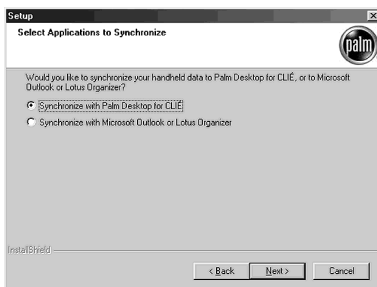 Setup
Select Applications to Synchronize
palm
Would you like to synchronize your handheld data to Palm Desktop for CLIÉ, or to Microsoft
Outlook or Lotus Organizer?
Synchronize with Palm Desktop for CLIÉ
Synchronize with Microsoft Outlook or Lotus Organizer
InstallShield
< Back
Next >
Cancel